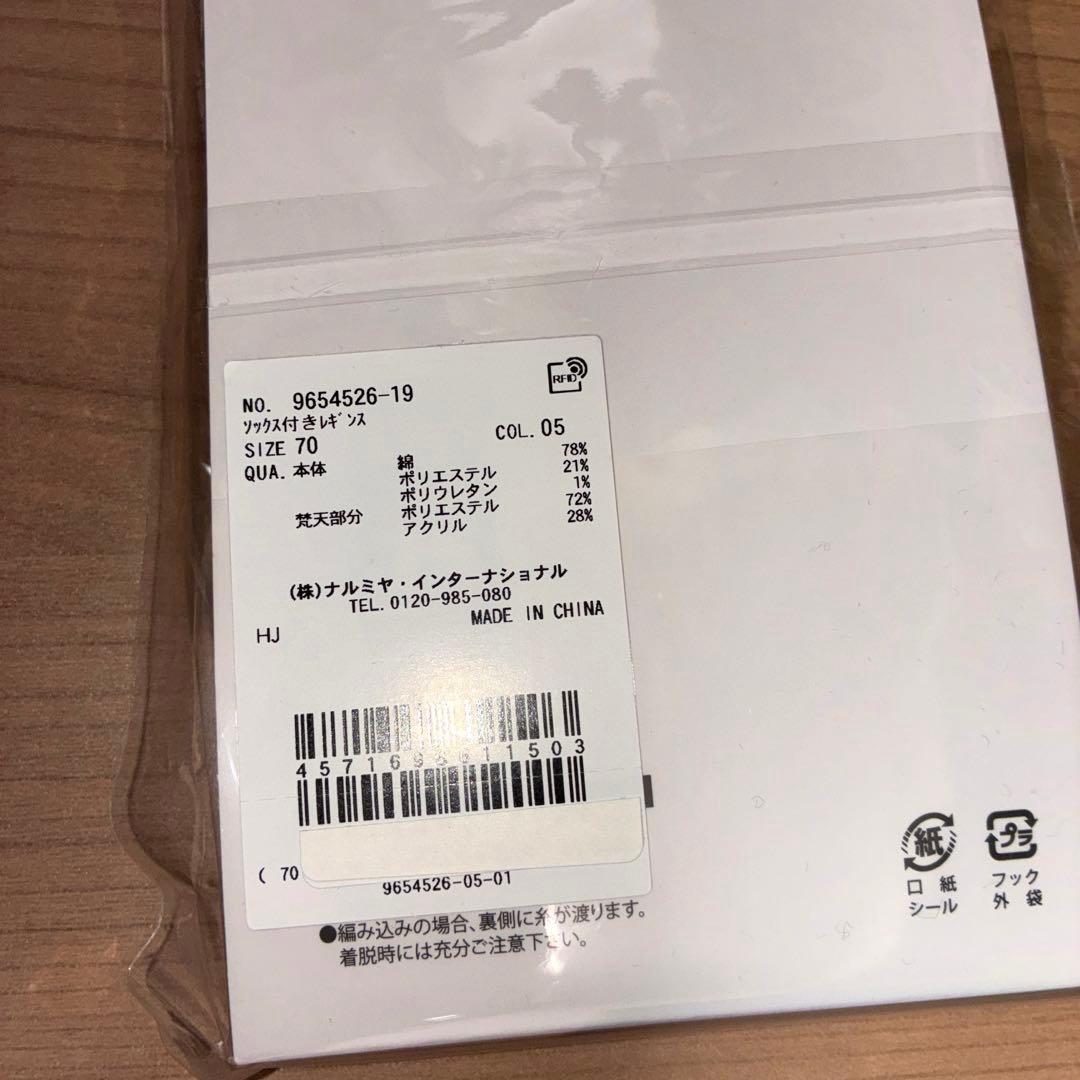 RFID
NO. 9654526-19
ソックス付きレギンス
SIZE 70 COL. 05
QUA. 本体 綿 78%
ポリエステル 21%
ポリウレタン 1%
梵天部分 ポリエステル 72%
アクリル 28%
(株)ナルミヤ・インターナショナル
TEL. 0120-985-080
MADE IN CHINA
HJ
( 70
9654526-05-01
●編み込みの場合、裏側に糸が渡ります。
着脱時には充分ご注意下さい。
紙
口 紙
シール
プラ
フック
外 袋